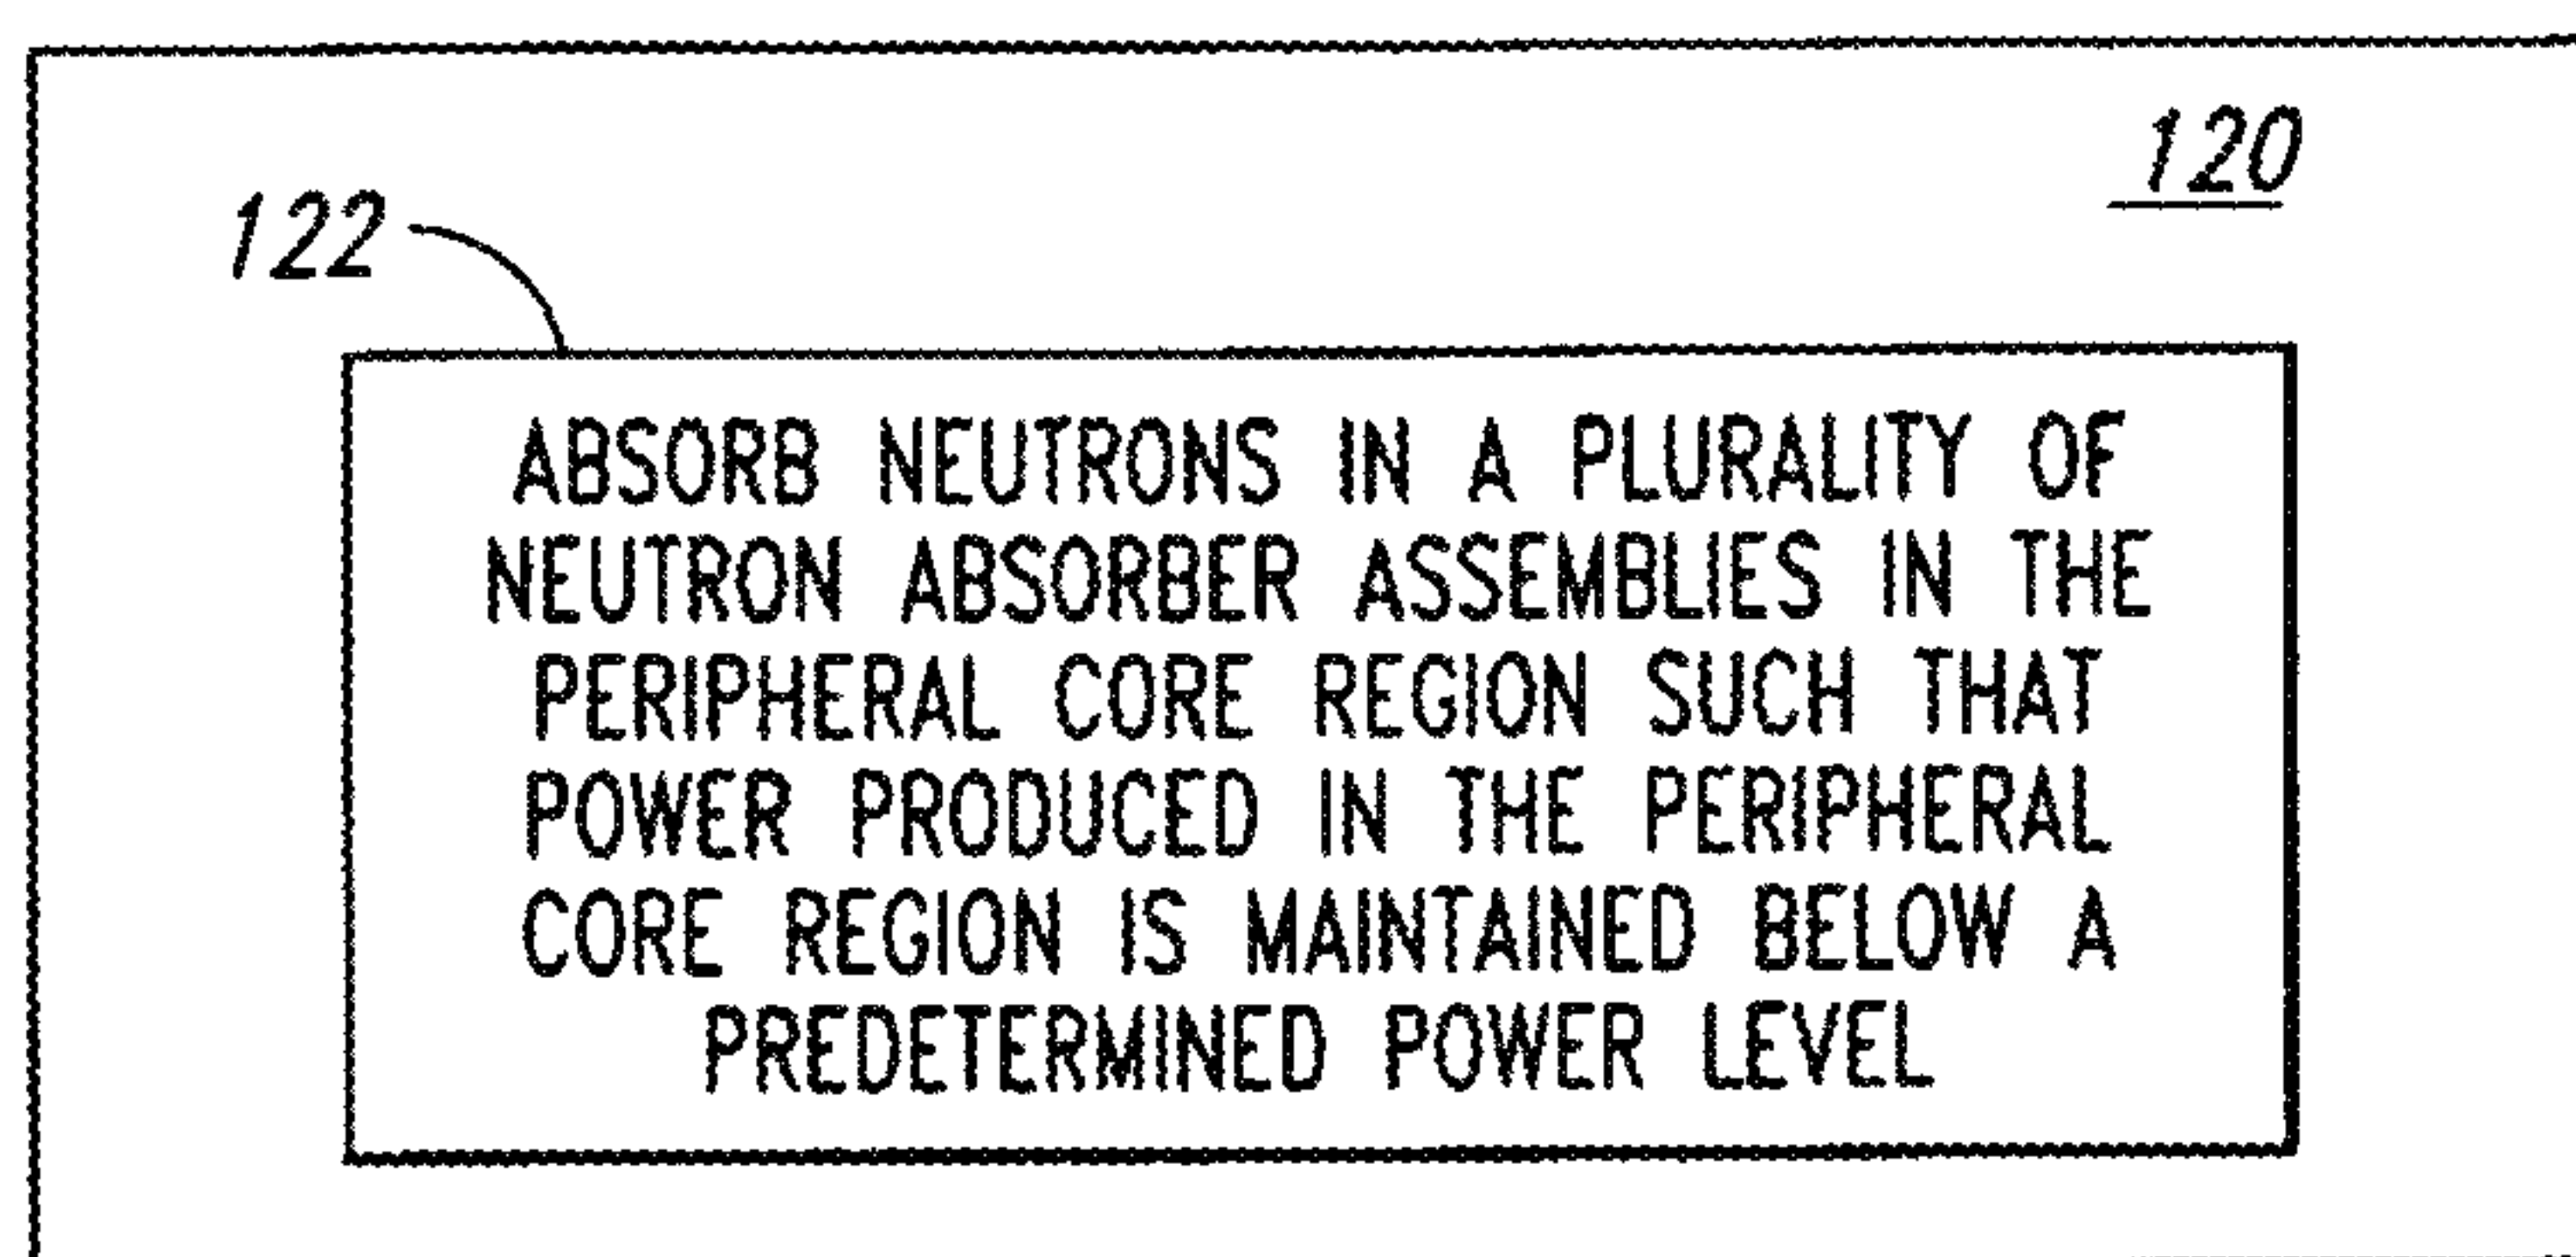 120
122
ABSORB NEUTRONS IN A PLURALITY OF
NEUTRON ABSORBER ASSEMBLIES IN THE
PERIPHERAL CORE REGION SUCH THAT
POWER PRODUCED IN THE PERIPHERAL
CORE REGION IS MAINTAINED BELOW A
PREDETERMINED POWER LEVEL